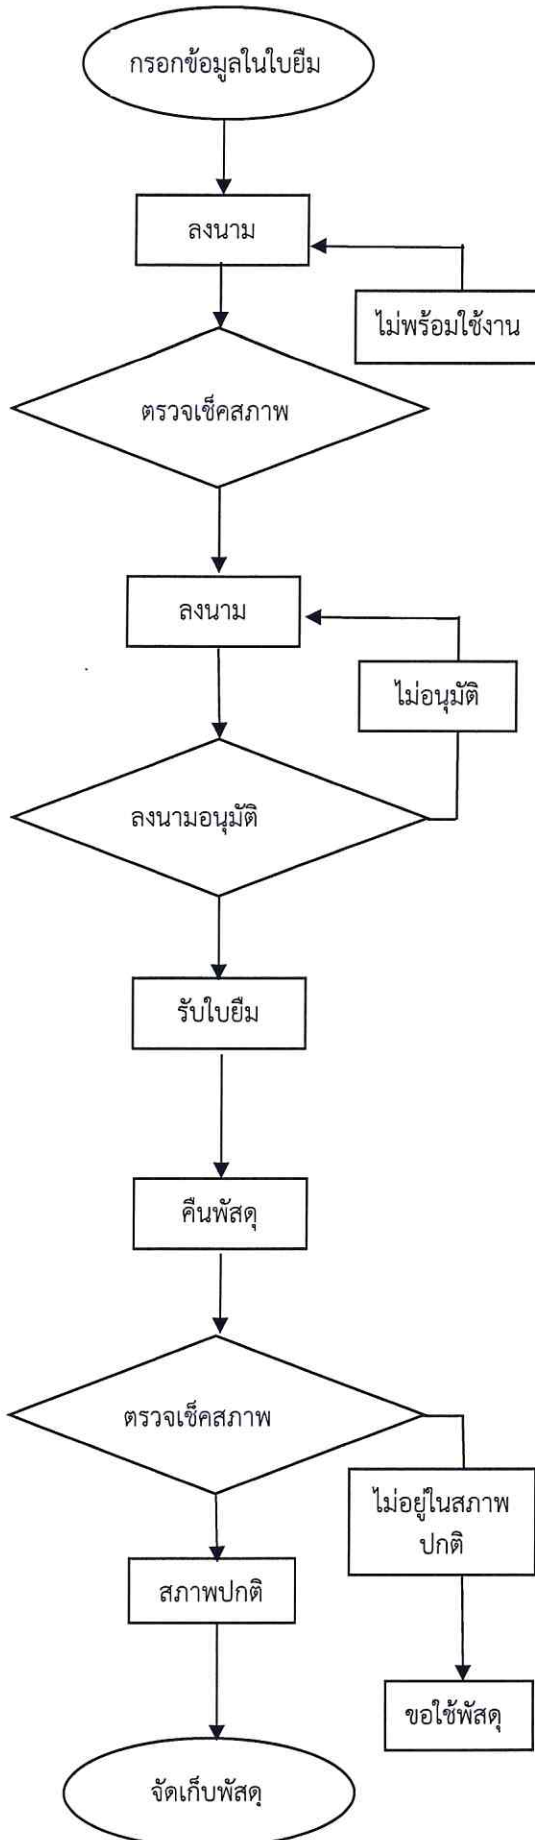 กรอกข้อมูลในใบยืม
ลงนาม
ไม่พร้อมใช้งาน
ตรวจเช็คสภาพ
ลงนาม
ไม่อนุมัติ
ลงนามอนุมัติ
รับใบยืม
คืนพัสดุ
ตรวจเช็คสภาพ
ไม่อยู่ในสภาพ
ปกติ
สภาพปกติ
ขอใช้พัสดุ
จัดเก็บพัสดุ